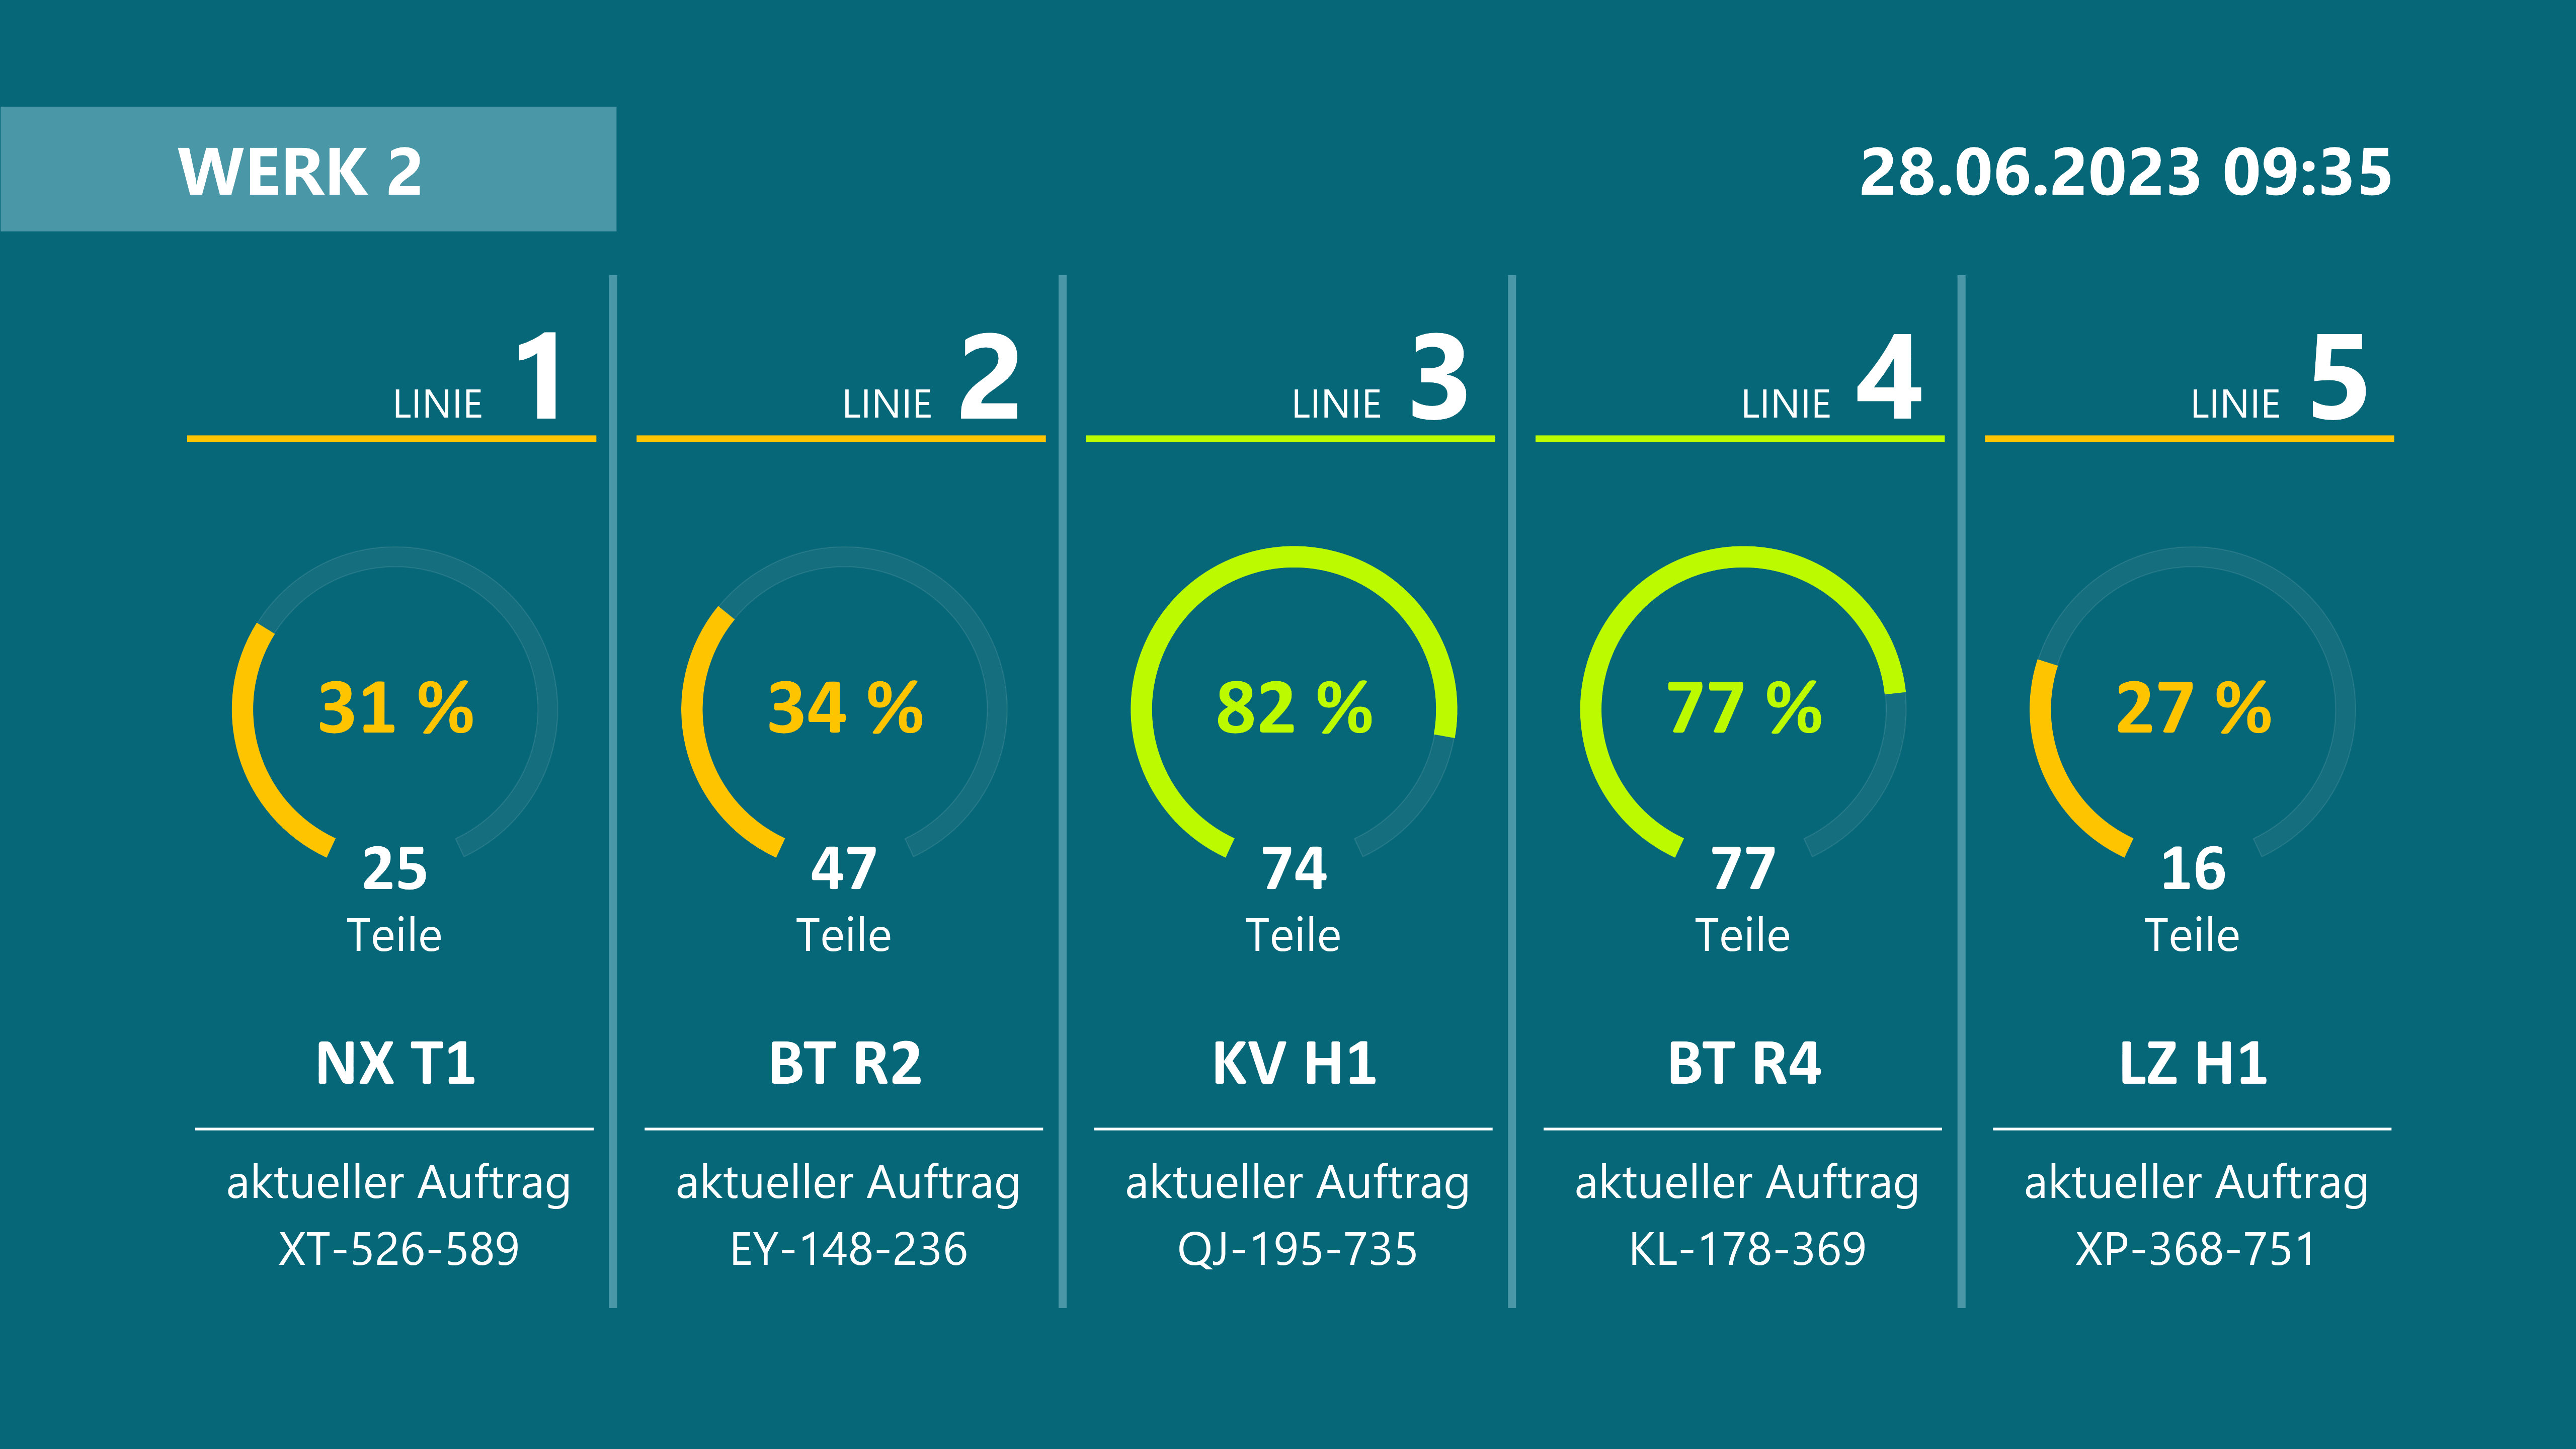 WERK 2
28.06.2023 09:35
LINIE 1
31 %
25
Teile
NX T1
aktueller Auftrag
XT-526-589
LINIE 2
34 %
47
Teile
BT R2
aktueller Auftrag
EY-148-236
LINIE 3
82 %
74
Teile
KV H1
aktueller Auftrag
QJ-195-735
LINIE 4
77 %
77
Teile
BT R4
aktueller Auftrag
KL-178-369
LINIE 5
27 %
16
Teile
LZ H1
aktueller Auftrag
XP-368-751